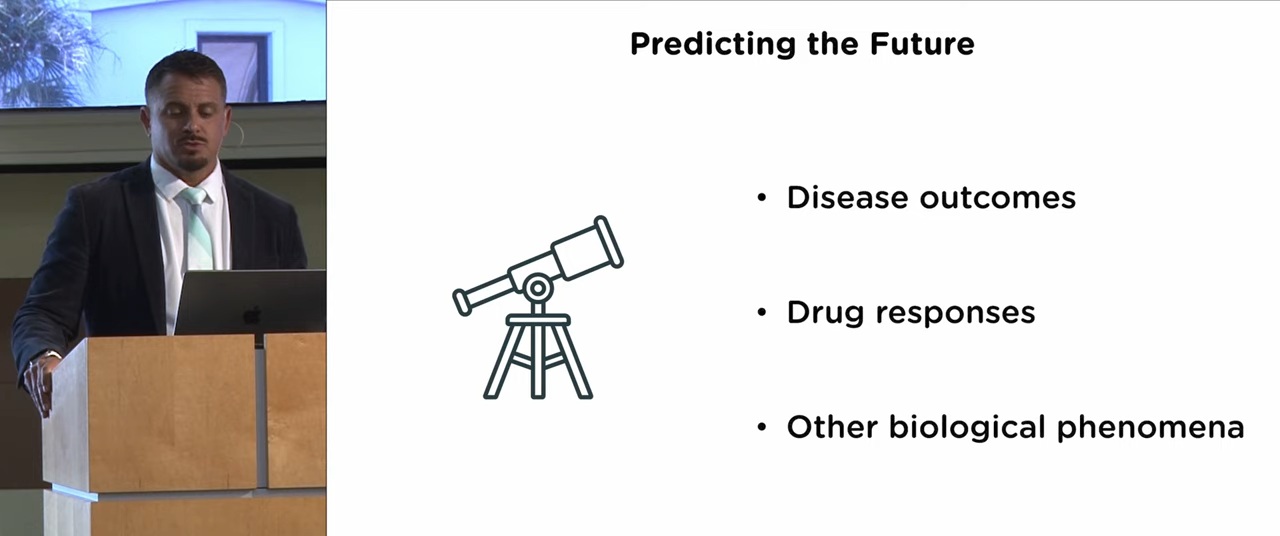 Predicting the Future
• Disease outcomes
• Drug responses
• Other biological phenomena